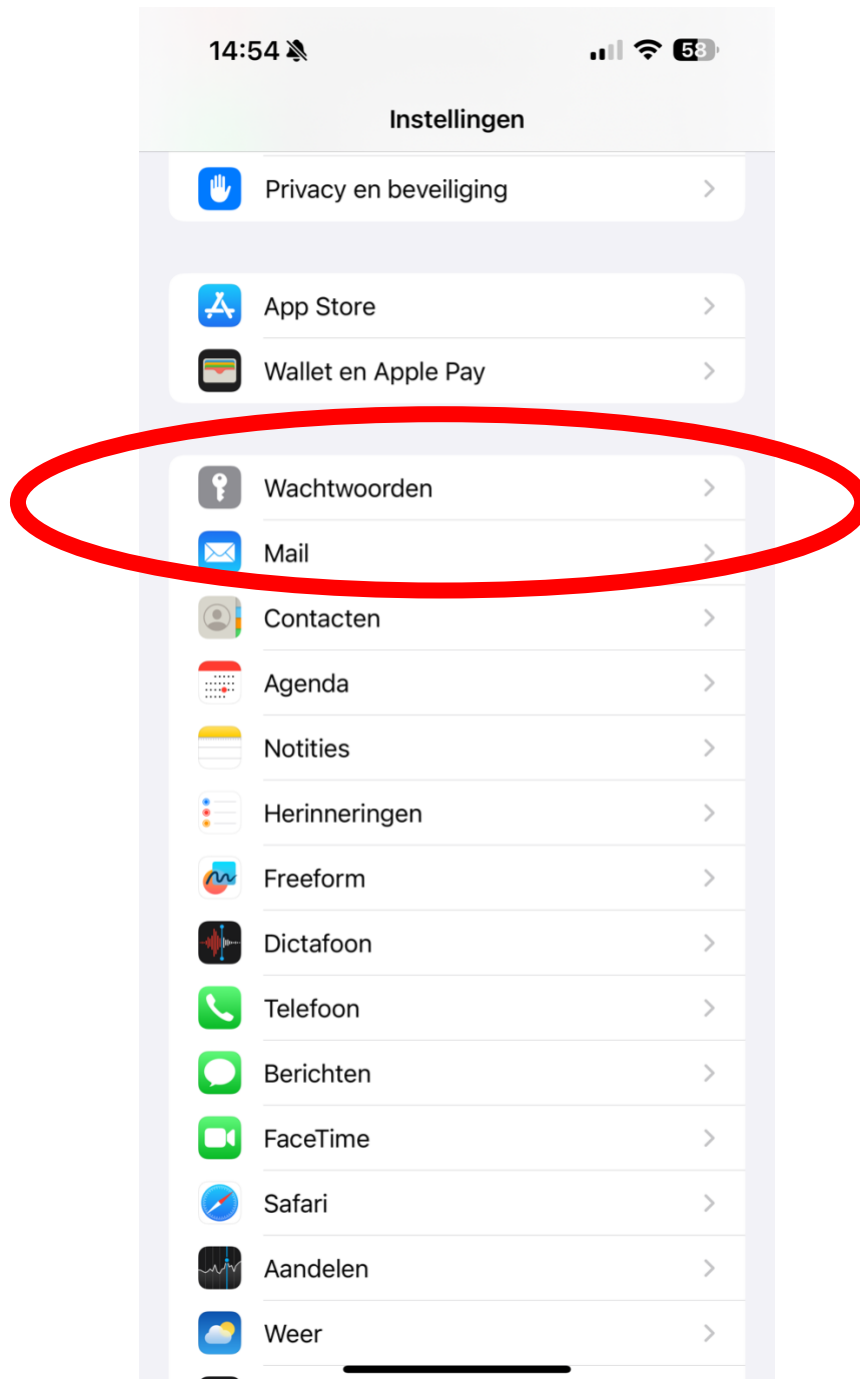 14:54 58
Instellingen
Privacy en beveiliging
App Store
Wallet en Apple Pay
Wachtwoorden
Mail
Contacten
Agenda
Notities
Herinneringen
Freeform
Dictafoon
Telefoon
Berichten
FaceTime
Safari
Aandelen
Weer